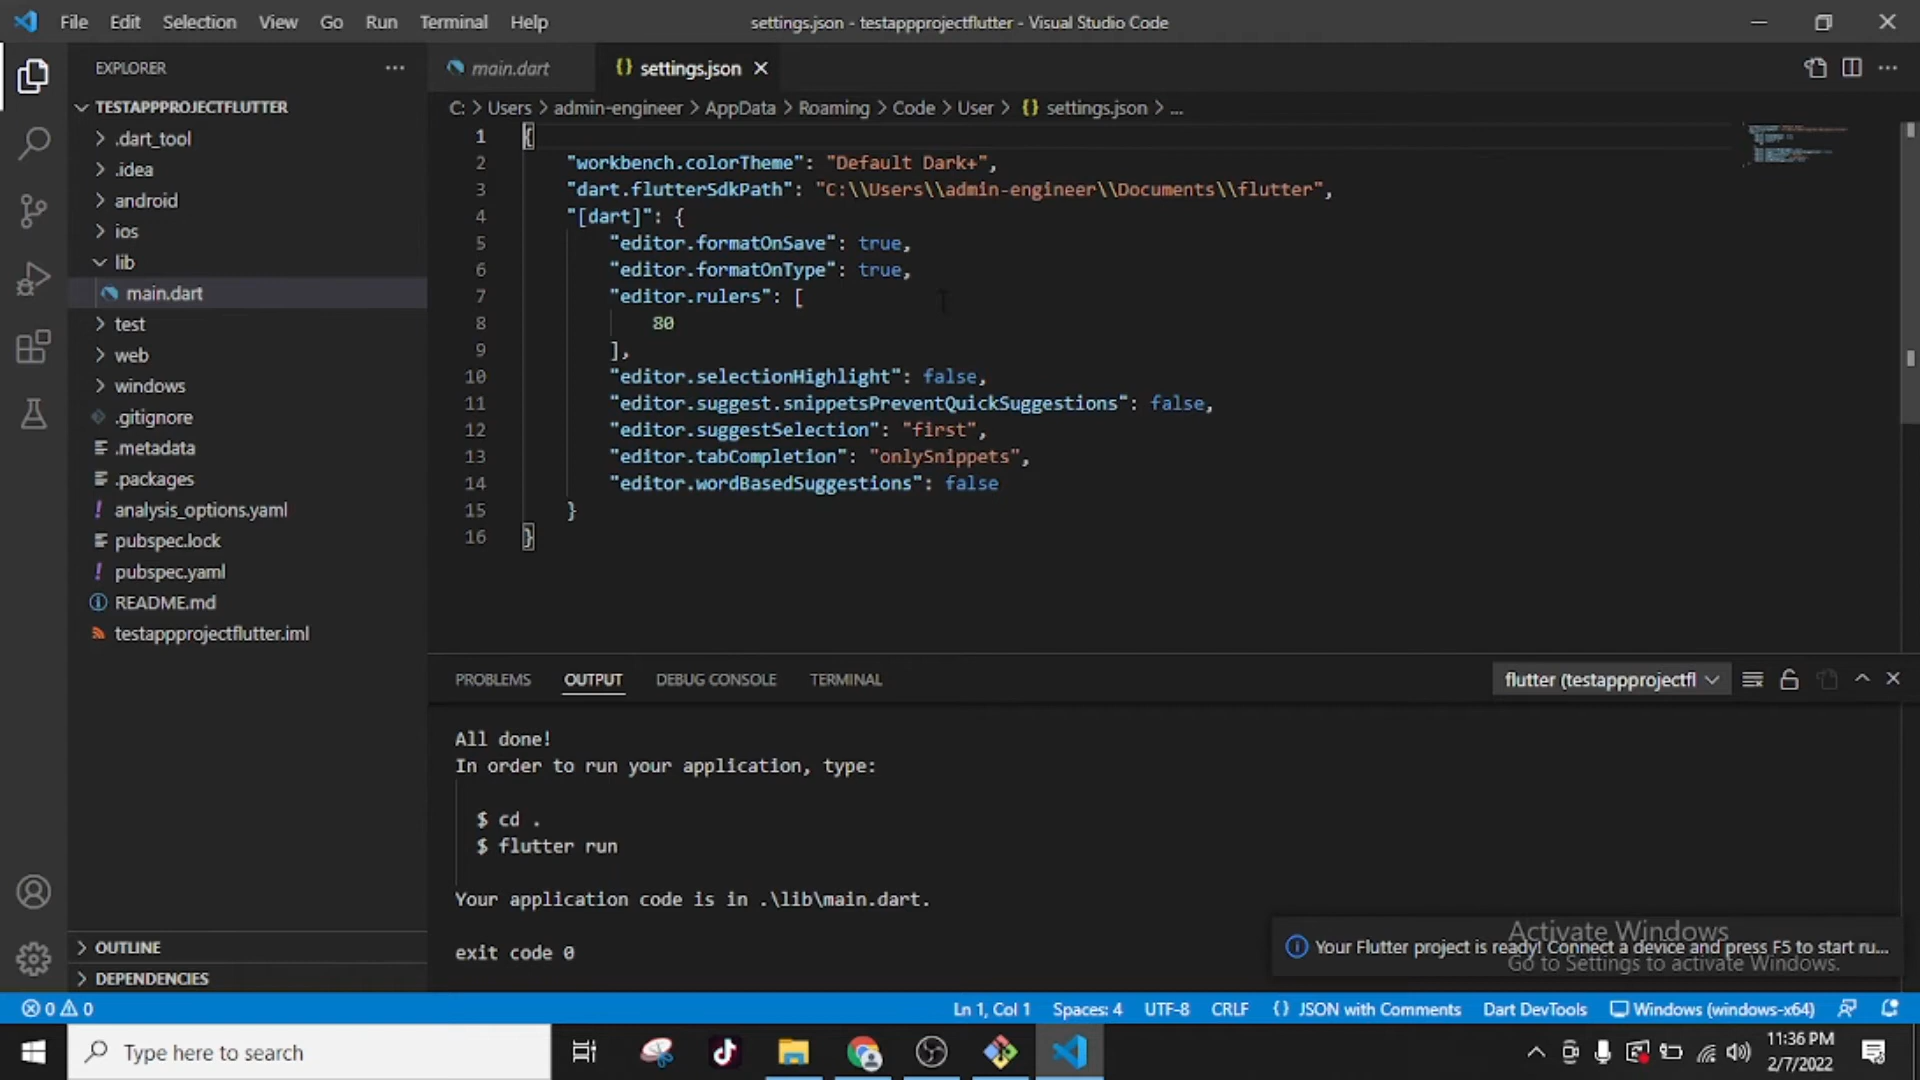 File Edit Selection View Go Run Terminal Help
settings.json - testappprojectflutter - Visual Studio Code
EXPLORER
TESTAPPPROJECTFLUTTER
.dart_tool
.idea
android
ios
lib
main.dart
test
web
windows
.gitignore
.metadata
.packages
analysis_options.yaml
pubspec.lock
pubspec.yaml
README.md
testappprojectflutter.iml
OUTLINE
DEPENDENCIES
main.dart
{} settings.json
C: > Users > admin-engineer > AppData > Roaming > Code > User > {} settings.json > ...
1 {
2 "workbench.colorTheme": "Default Dark+",
3 "dart.flutterSdkPath": "C:\\Users\\admin-engineer\\Documents\\flutter",
4 "[dart]": {
5 "editor.formatOnSave": true,
6 "editor.formatOnType": true,
7 "editor.rulers": [
8 80
9 ],
10 "editor.selectionHighlight": false,
11 "editor.suggest.snippetsPreventQuickSuggestions": false,
12 "editor.suggestSelection": "first",
13 "editor.tabCompletion": "onlySnippets",
14 "editor.wordBasedSuggestions": false
15 }
16 }
PROBLEMS OUTPUT DEBUG CONSOLE TERMINAL
flutter (testappprojectfl
All done!
In order to run your application, type:
$ cd .
$ flutter run
Your application code is in .\lib\main.dart.
exit code 0
Activate Windows
Go to Settings to activate Windows.
Your Flutter project is ready! Connect a device and press F5 to start ru...
0 0
Ln 1, Col 1 Spaces: 4 UTF-8 CRLF {} JSON with Comments Dart DevTools Windows (windows-x64)
Type here to search
11:36 PM
2/7/2022